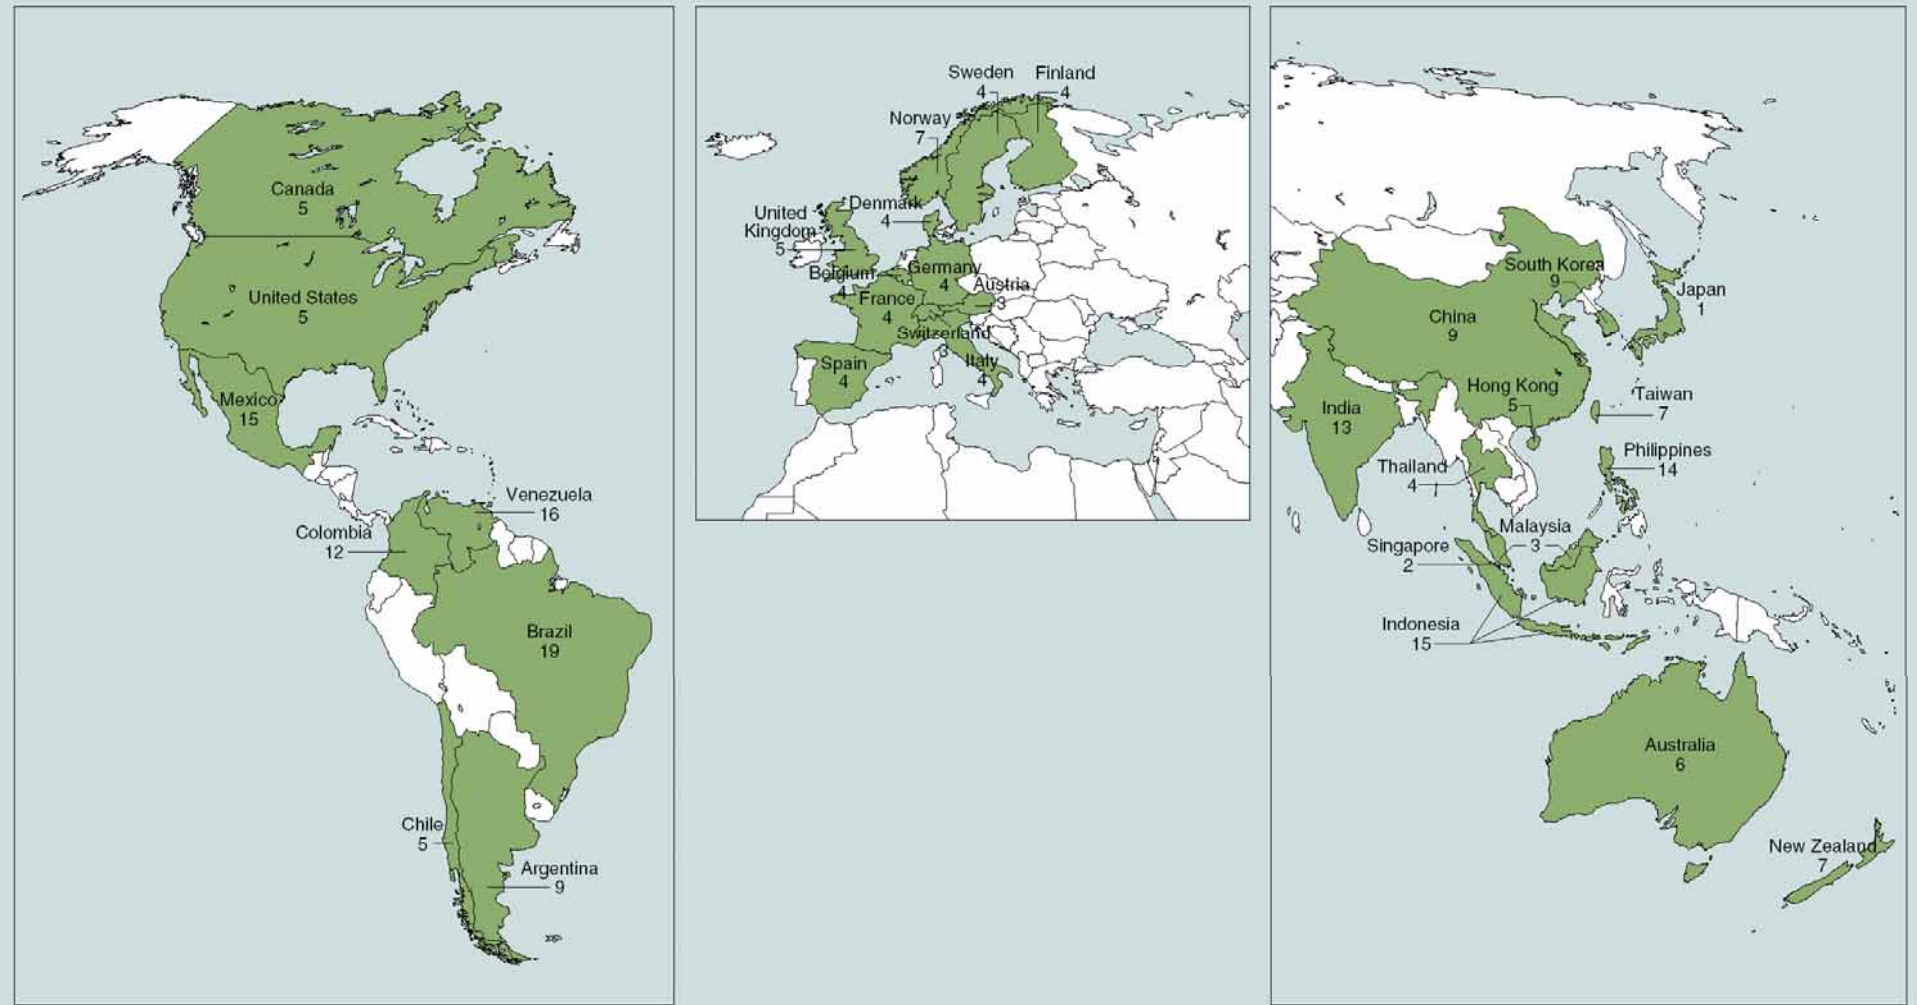 Canada
5
United States
5
Mexico
15
Venezuela
16
Colombia
12
Brazil
19
Chile
5
Argentina
9
Sweden
4
Finland
4
Norway
7
Denmark
4
United
Kingdom
5
Belgium
4
Germany
4
Austria
3
France
4
Switzerland
3
Spain
4
Italy
4
South Korea
9
Japan
1
China
9
Hong Kong
5
Taiwan
7
India
13
Philippines
14
Thailand
4
Malaysia
3
Singapore
2
Indonesia
15
Australia
6
New Zealand
7